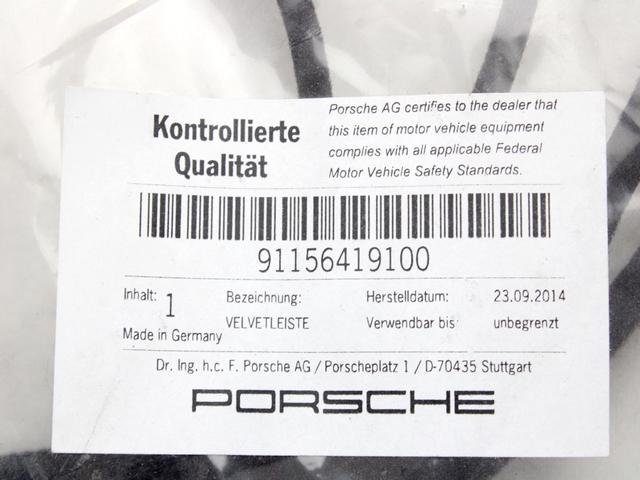 Kontrollierte
Qualität
Porsche AG certifies to the dealer that
this item of motor vehicle equipment
complies with all applicable Federal
Motor Vehicle Safety Standards.
91156419100
Inhalt: 1
Bezeichnung:
VELVETLEISTE
Herstelldatum: 23.09.2014
Verwendbar bis: unbegrenzt
Made in Germany
Dr. Ing. h.c. F. Porsche AG / Porscheplatz 1 / D-70435 Stuttgart
PORSCHE